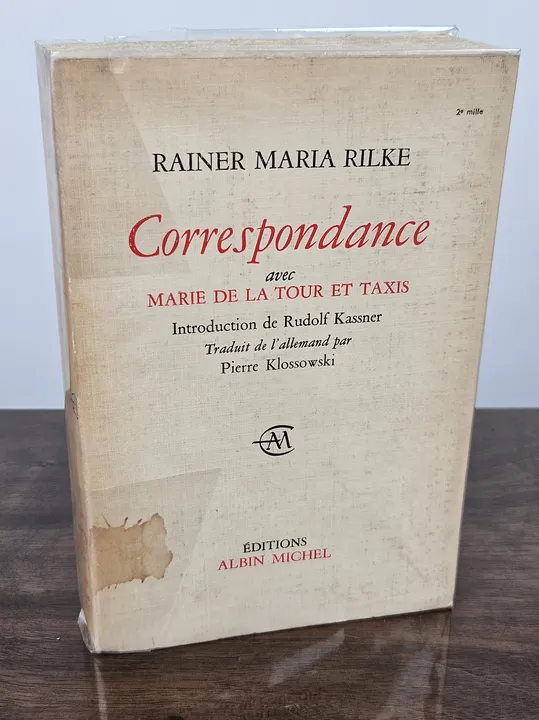 2e mille
RAINER MARIA RILKE
Correspondance
avec
MARIE DE LA TOUR ET TAXIS
Introduction de Rudolf Kassner
Traduit de l'allemand par
Pierre Klossowski
AM
ÉDITIONS
ALBIN MICHEL